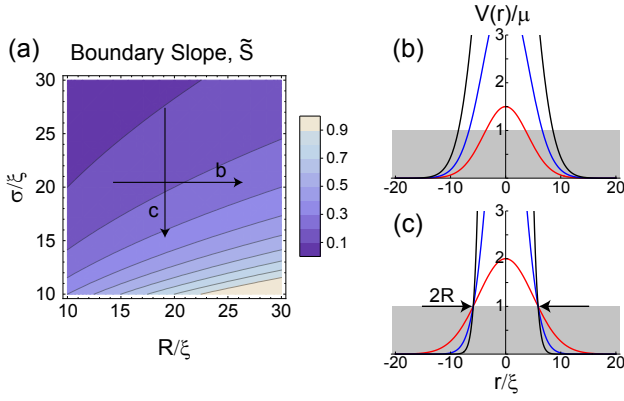 (a)
Boundary Slope, S̃
30
25
20
15
10
σ/ξ
b
c
10 15 20 25 30
R/ξ
0.9
0.7
0.5
0.3
0.1
V(r)/μ
(b)
3
2
1
-20 -10 0 10 20
(c)
3
2
2R
1
-20 -10 0 10 20
r/ξ